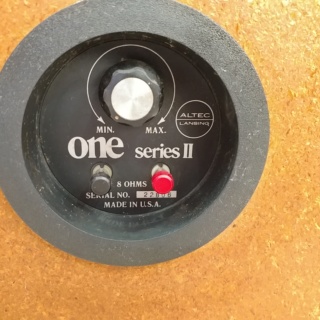 MIN. MAX.
ALTEC
LANSING
one series II
8 OHMS
SERIAL NO.
MADE IN U.S.A.